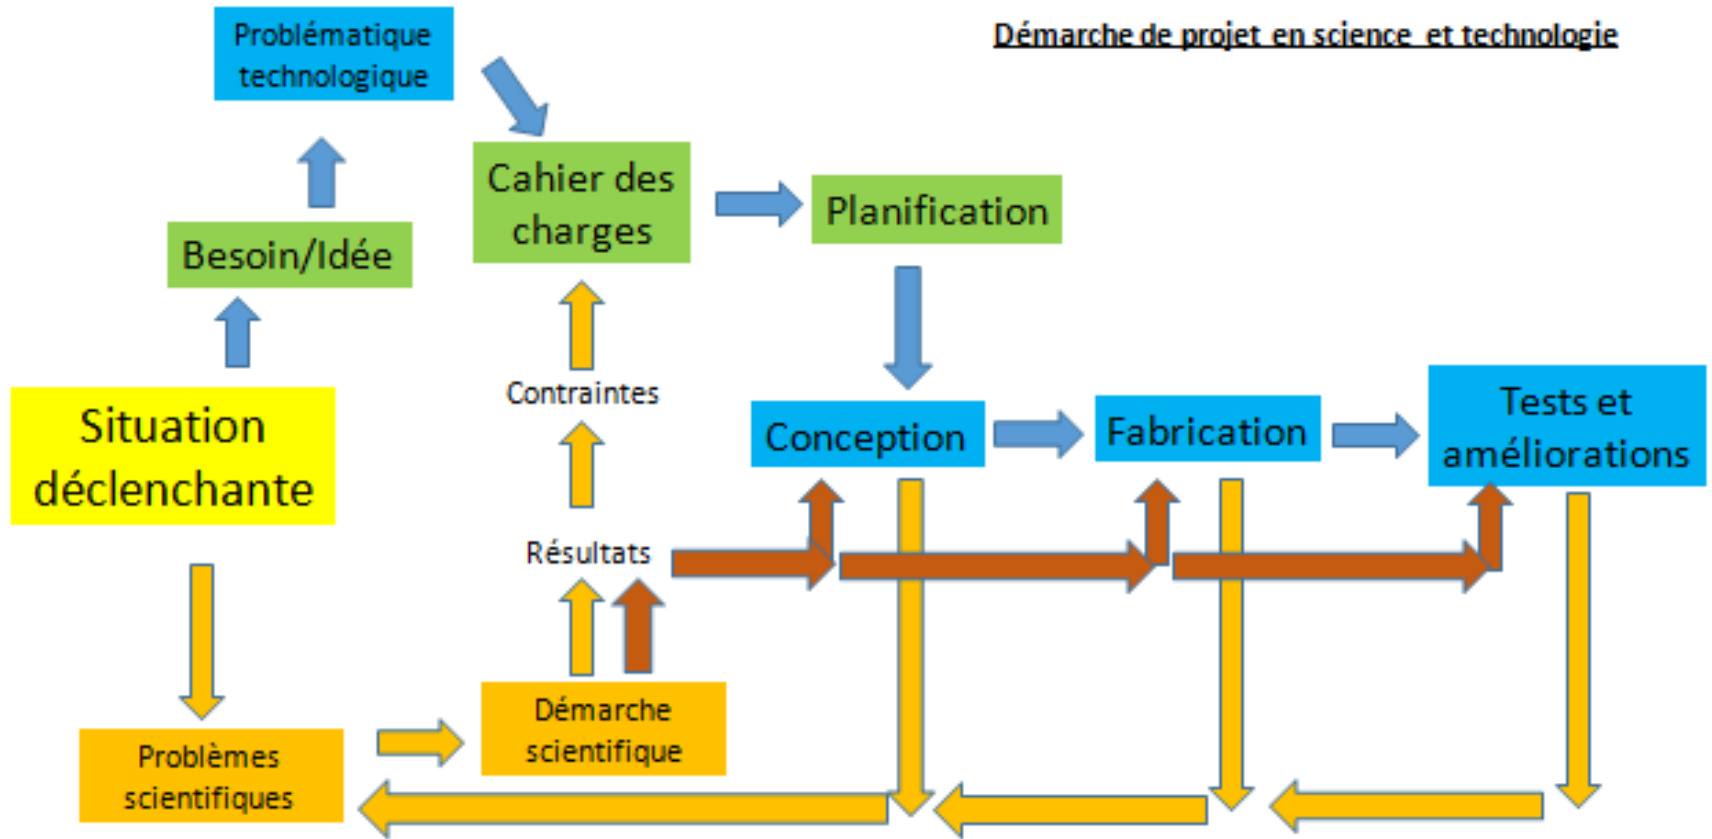 Démarche de projet en science et technologie
Problématique
technologique
Cahier des
charges
Planification
Besoin/Idée
Situation
déclenchante
Contraintes
Conception
Fabrication
Tests et
améliorations
Résultats
Démarche
scientifique
Problèmes
scientifiques